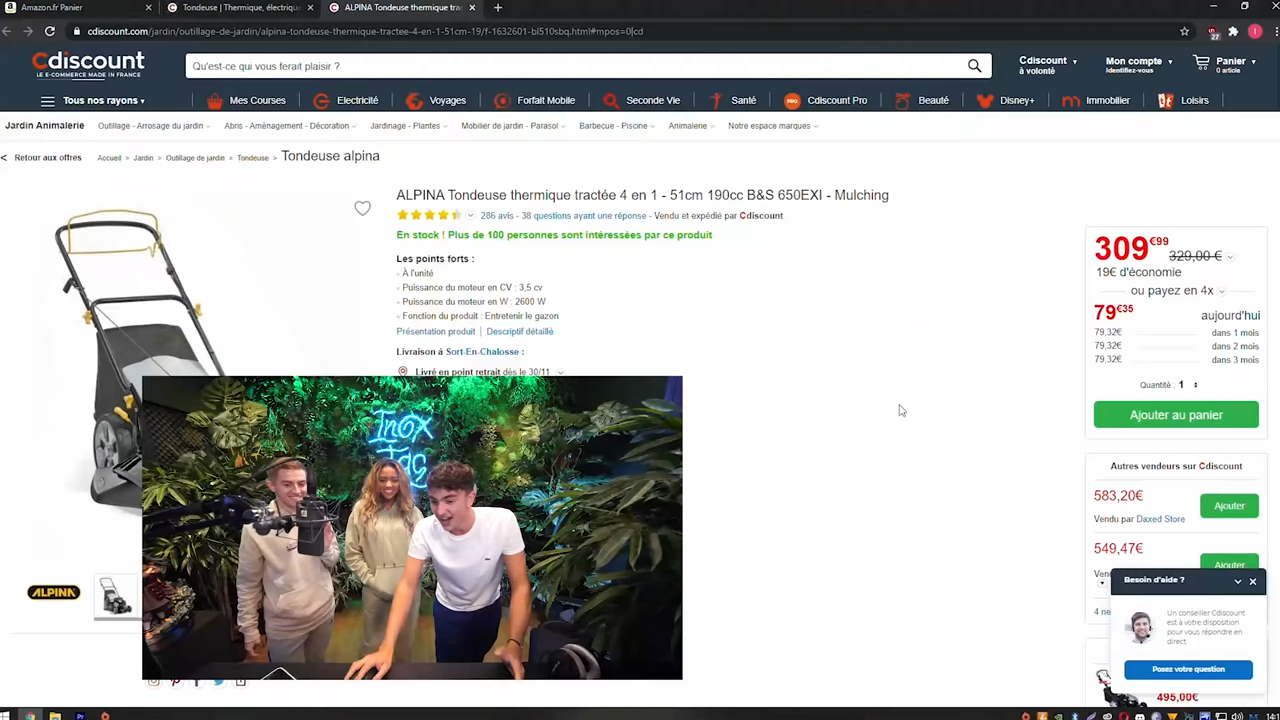 Amazon.fr Panier
Tondeuse | Thermique, électrique
ALPINA Tondeuse thermique tract
cdiscount.com/jardin/outillage-de-jardin/alpina-tondeuse-thermique-tractee-4-en-1-51cm-19/f-1632601-bl510sbq.html#mpos=0|cd
27
I
Cdiscount
LE E-COMMERCE MADE IN FRANCE
Qu'est-ce qui vous ferait plaisir ?
Cdiscount
à volonté
Mon compte
Identifiez-vous
Panier
0 article
Tous nos rayons
Mes Courses
Electricité
Voyages
Forfait Mobile
Seconde Vie
Santé
PRO
Cdiscount Pro
Beauté
Disney+
Immobilier
Loisirs
Jardin Animalerie
Outillage - Arrosage du jardin
Abris - Aménagement - Décoration
Jardinage - Plantes
Mobilier de jardin - Parasol
Barbecue - Piscine
Animalerie
Notre espace marques
< Retour aux offres
Accueil > Jardin > Outillage de jardin > Tondeuse > Tondeuse alpina
ALPINA Tondeuse thermique tractée 4 en 1 - 51cm 190cc B&S 650EXI - Mulching
286 avis - 38 questions ayant une réponse - Vendu et expédié par Cdiscount
En stock ! Plus de 100 personnes sont intéressées par ce produit
Les points forts :
À l'unité
Puissance du moteur en CV : 3,5 cv
Puissance du moteur en W : 2600 W
Fonction du produit : Entretenir le gazon
Présentation produit | Descriptif détaillé
Livraison à Sort-En-Chalosse :
Livré en point retrait dès le 30/11
309€99 329,00 €
19€ d'économie
ou payez en 4x
79€35 aujourd'hui
79,32€ dans 1 mois
79,32€ dans 2 mois
79,32€ dans 3 mois
Quantité : 1
Ajouter au panier
Autres vendeurs sur Cdiscount
583,20€
Ajouter
Vendu par Daxed Store
549,47€
Ajouter
Besoin d'aide ?
Un conseiller Cdiscount
est à votre disposition
pour vous répondre en
direct
Posez votre question
495,00€
Inox
Tag
ALPINA